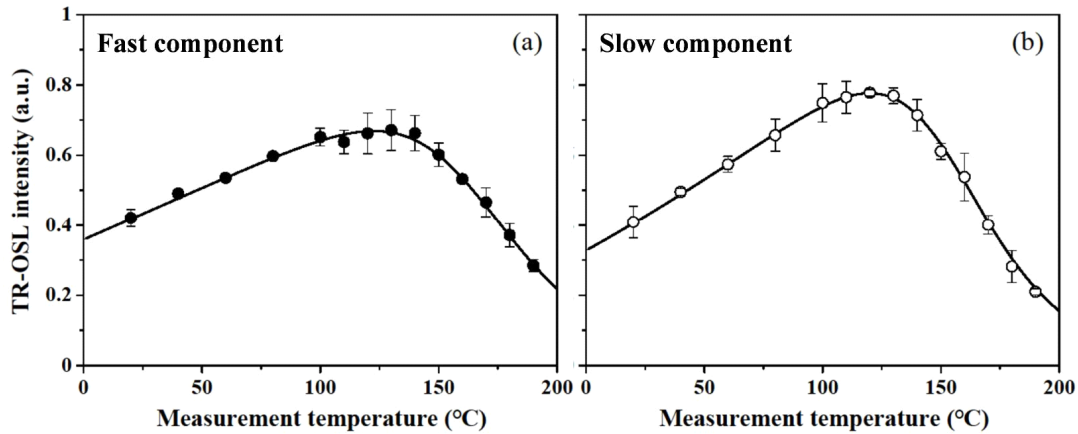 Fast component
(a)
Slow component
(b)
TR-OSL intensity (a.u.)
1
0.8
0.6
0.4
0.2
0
0
50
100
150
200
0
50
100
150
200
Measurement temperature (°C)
Measurement temperature (°C)